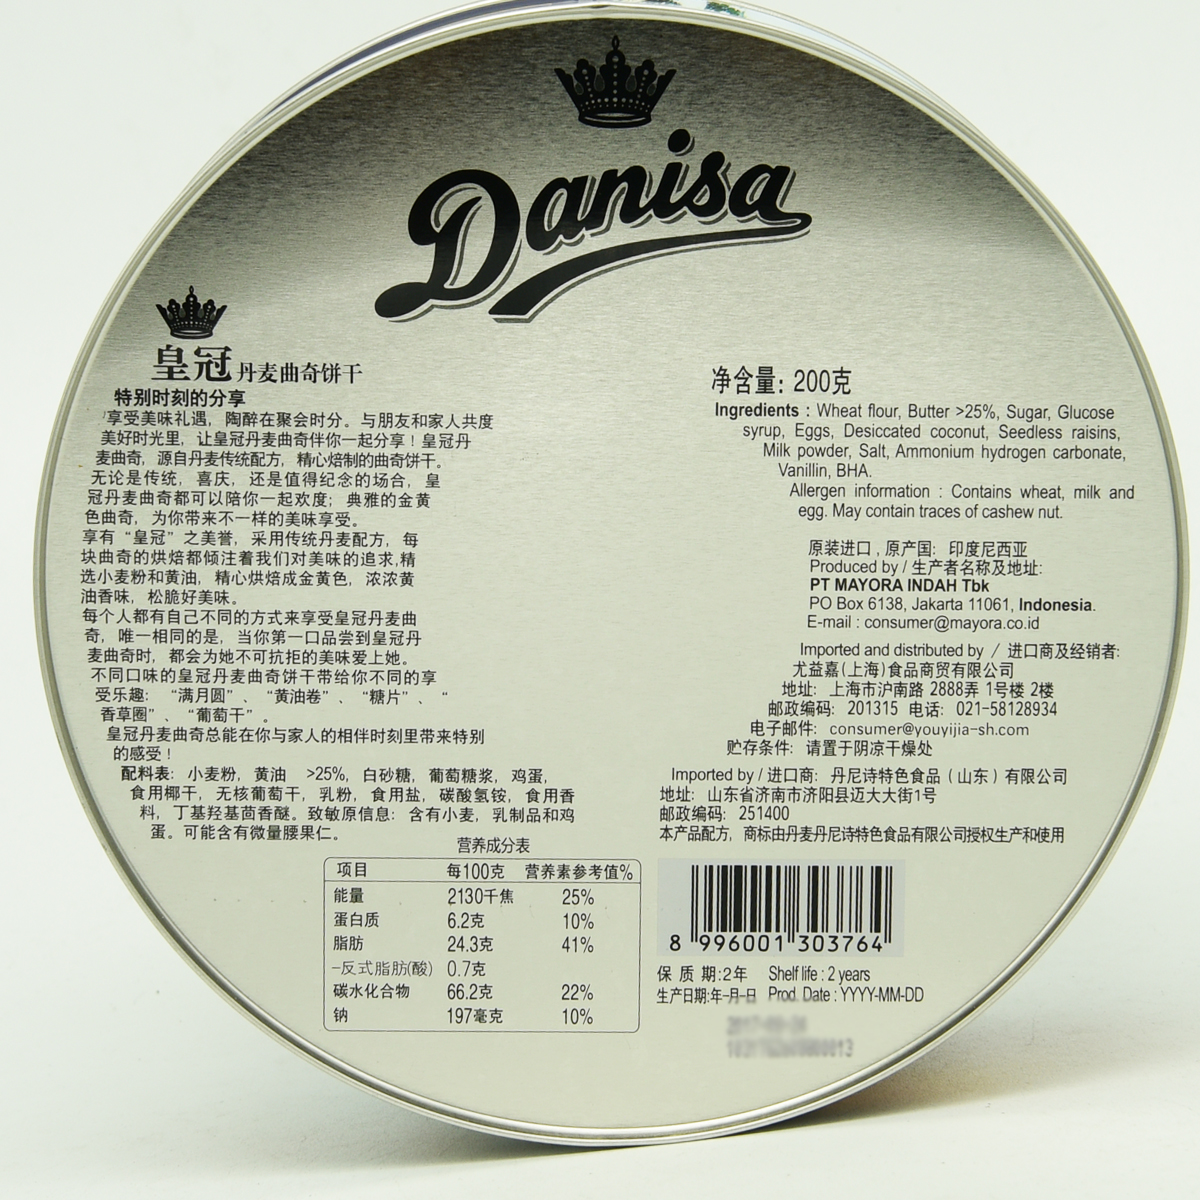 Danisa
皇冠丹麦曲奇饼干
特别时刻的分享
享受美味礼遇，陶醉在聚会时分。与朋友和家人共度
美好时光里，让皇冠丹麦曲奇伴你一起分享！皇冠丹
麦曲奇，源自丹麦传统配方，精心焙制的曲奇饼干。
无论是传统，喜庆，还是值得纪念的场合，皇
冠丹麦曲奇都可以陪你一起欢度；典雅的金黄
色曲奇，为你带来不一样的美味享受。
享有“皇冠”之美誉，采用传统丹麦配方，每
块曲奇的烘焙都倾注着我们对美味的追求,精
选小麦粉和黄油，精心烘焙成金黄色，浓浓黄
油香味，松脆好美味。
每个人都有自己不同的方式来享受皇冠丹麦曲
奇，唯一相同的是，当你第一口品尝到皇冠丹
麦曲奇时，都会为她不可抗拒的美味爱上她。
不同口味的皇冠丹麦曲奇饼干带给你不同的享
受乐趣：“满月圆”、“黄油卷”、“糖片”、“
香草圈”、“葡萄干”。
皇冠丹麦曲奇总能在你与家人的相伴时刻里带来特别
的感受！
配料表：小麦粉，黄油 >25%，白砂糖，葡萄糖浆，鸡蛋，
食用椰干，无核葡萄干，乳粉，食用盐，碳酸氢铵，食用香
料，丁基羟基茴香醚。致敏原信息：含有小麦，乳制品和鸡
蛋。可能含有微量腰果仁。
营养成分表
项目 每100克 营养素参考值%
能量 2130千焦 25%
蛋白质 6.2克 10%
脂肪 24.3克 41%
-反式脂肪(酸) 0.7克
碳水化合物 66.2克 22%
钠 197毫克 10%
净含量：200克
Ingredients : Wheat flour, Butter >25%, Sugar, Glucose
syrup, Eggs, Desiccated coconut, Seedless raisins,
Milk powder, Salt, Ammonium hydrogen carbonate,
Vanillin, BHA.
Allergen information : Contains wheat, milk and
egg. May contain traces of cashew nut.
原装进口 , 原产国：印度尼西亚
Produced by / 生产者名称及地址:
PT MAYORA INDAH Tbk
PO Box 6138, Jakarta 11061, Indonesia.
E-mail : consumer@mayora.co.id
Imported and distributed by / 进口商及经销者:
尤益嘉(上海)食品商贸有限公司
地址：上海市沪南路 2888弄 1号楼 2楼
邮政编码：201315 电话：021-58128934
电子邮件：consumer@youyijia-sh.com
贮存条件：请置于阴凉干燥处
Imported by / 进口商：丹尼诗特色食品（山东）有限公司
地址：山东省济南市济阳县迈大大街1号
邮政编码：251400
本产品配方，商标由丹麦丹尼诗特色食品有限公司授权生产和使用
8 996001 303764
保 质 期:2年 Shelf life : 2 years
生产日期:年-月-日 Prod. Date : YYYY-MM-DD